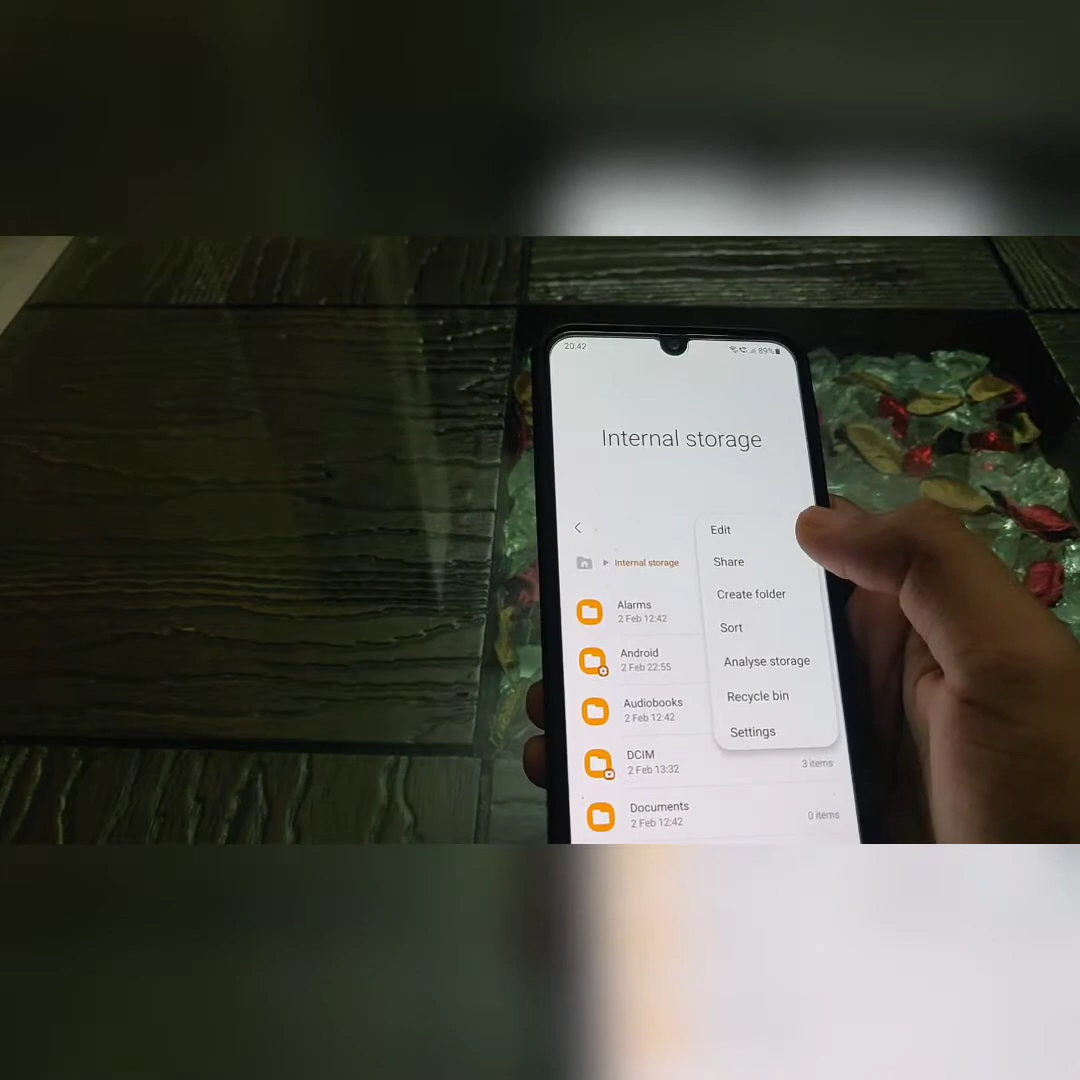 20:42
89%
Internal storage
Edit
Share
Internal storage
Create folder
Alarms
2 Feb 12:42
Sort
Android
2 Feb 22:55
Analyse storage
Audiobooks
2 Feb 12:42
Recycle bin
Settings
DCIM
2 Feb 13:32
3 items
Documents
2 Feb 12:42
0 items